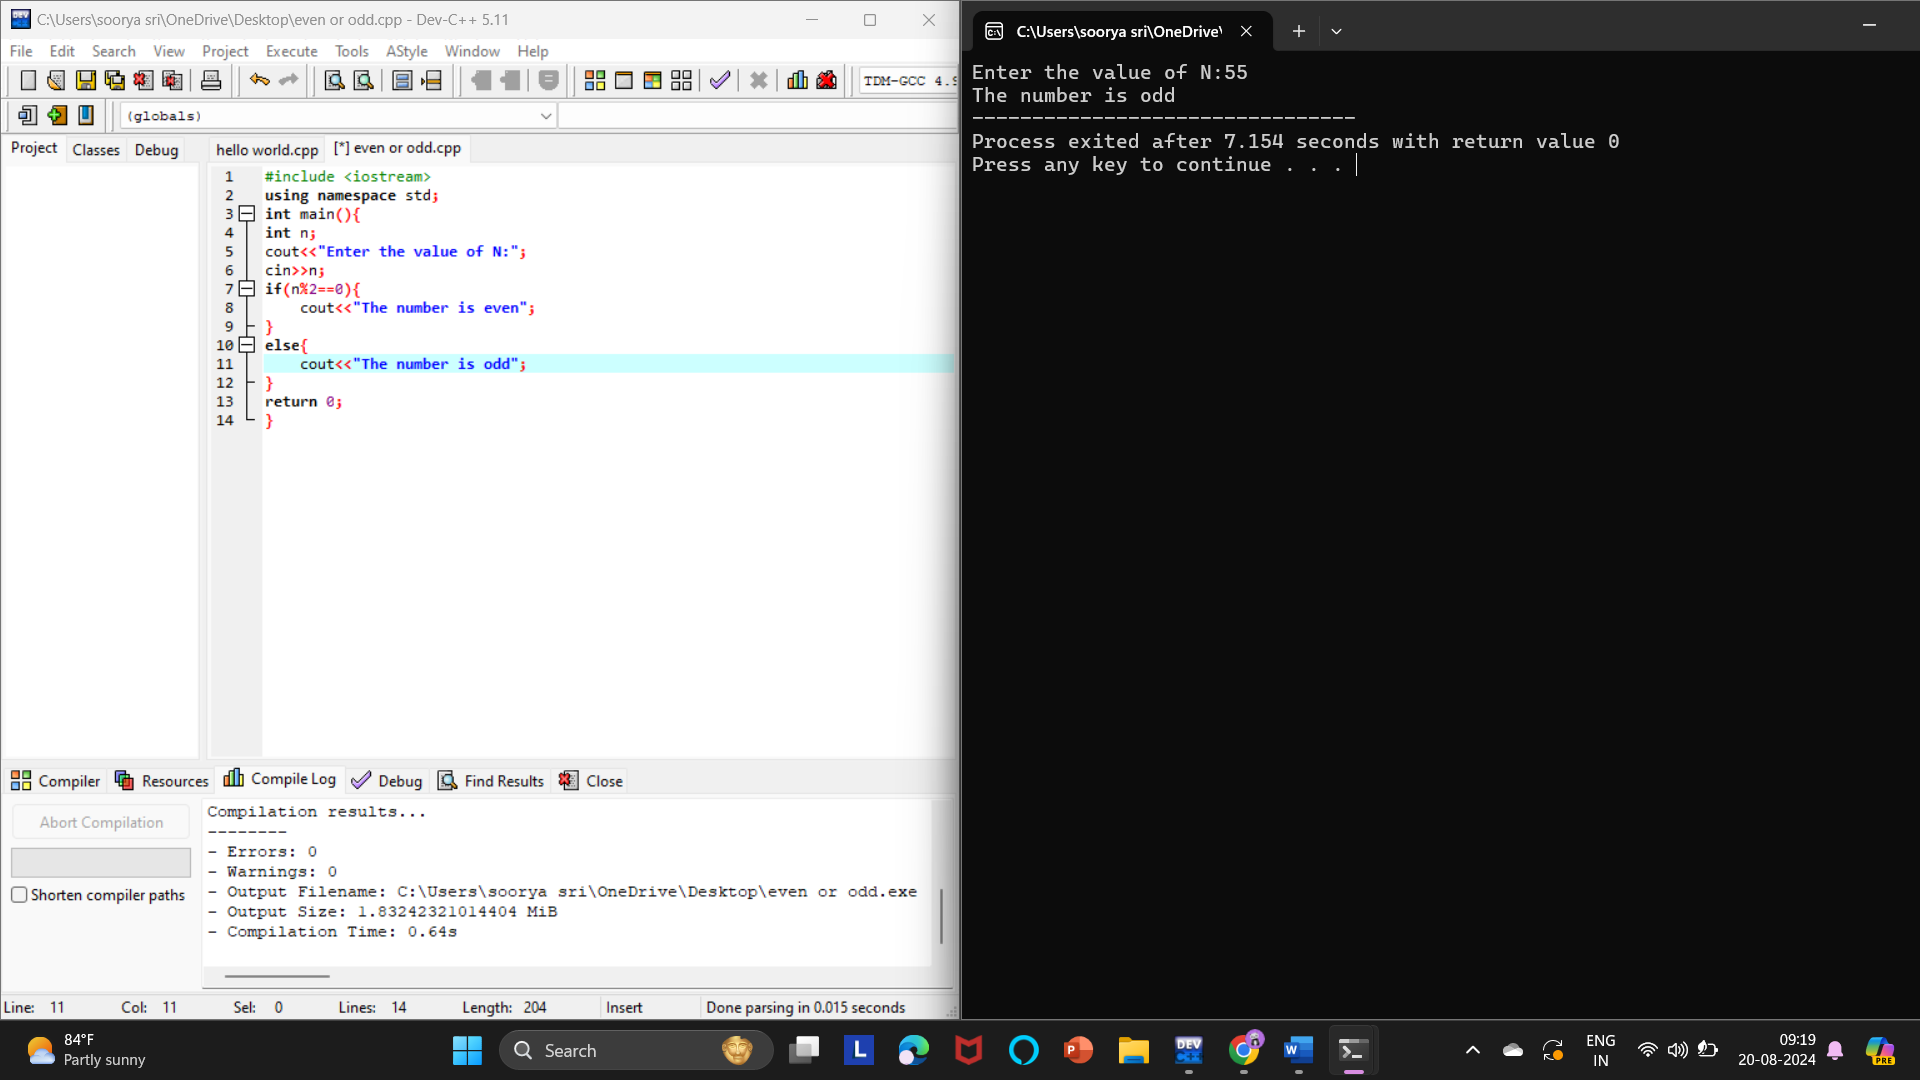 C:\Users\soorya sri\OneDrive\Desktop\even or odd.cpp - Dev-C++ 5.11
File Edit Search View Project Execute Tools AStyle Window Help
TDM-GCC 4.9
(globals)
Project Classes Debug
hello world.cpp [*] even or odd.cpp
1 #include <iostream>
2 using namespace std;
3 int main(){
4 int n;
5 cout<<"Enter the value of N:";
6 cin>>n;
7 if(n%2==0){
8     cout<<"The number is even";
9 }
10 else{
11     cout<<"The number is odd";
12 }
13 return 0;
14 }
Compiler Resources Compile Log Debug Find Results Close
Abort Compilation
Shorten compiler paths
Compilation results...
--------
- Errors: 0
- Warnings: 0
- Output Filename: C:\Users\soorya sri\OneDrive\Desktop\even or odd.exe
- Output Size: 1.83242321014404 MiB
- Compilation Time: 0.64s
Line: 11 Col: 11 Sel: 0 Lines: 14 Length: 204 Insert Done parsing in 0.015 seconds
C:\Users\soorya sri\OneDrive\
Enter the value of N:55
The number is odd
--------------------------------
Process exited after 7.154 seconds with return value 0
Press any key to continue . . .
84°F
Partly sunny
Search
L
P
DEV
C++
W
PRE
ENG
IN
09:19
20-08-2024